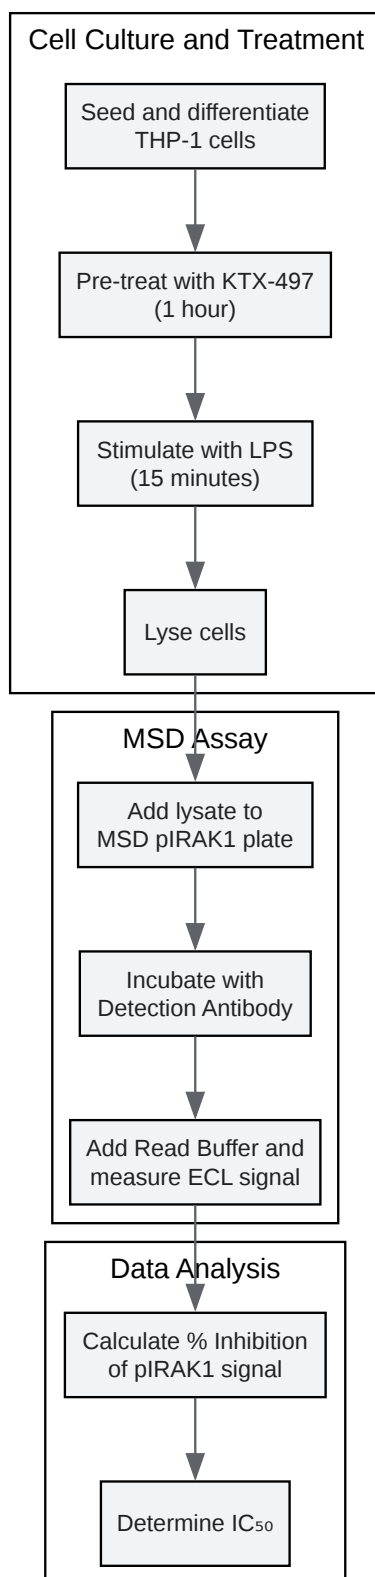 Cell Culture and Treatment
Seed and differentiate
THP-1 cells
Pre-treat with KTX-497
(1 hour)
Stimulate with LPS
(15 minutes)
Lyse cells
MSD Assay
Add lysate to
MSD pIRAK1 plate
Incubate with
Detection Antibody
Add Read Buffer and
measure ECL signal
Data Analysis
Calculate % Inhibition
of pIRAK1 signal
Determine IC₅₀